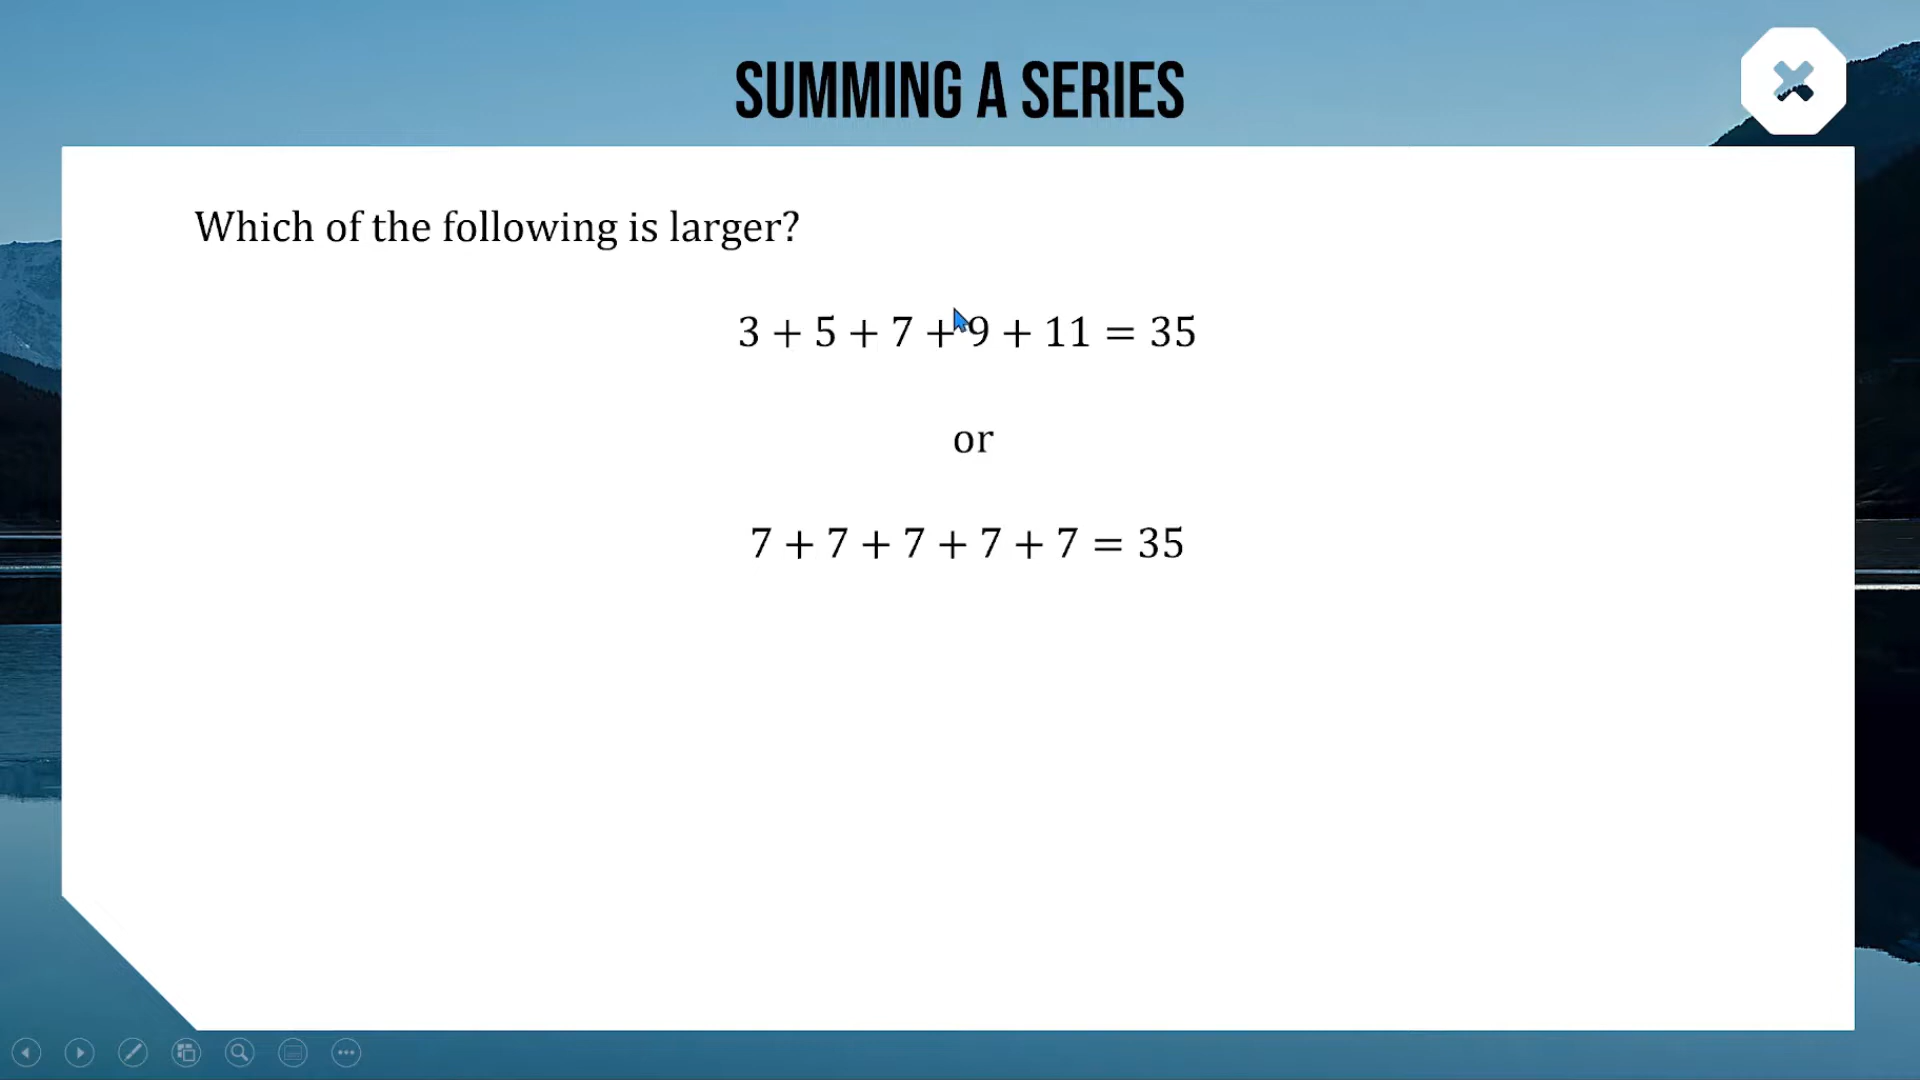 SUMMING A SERIES
Which of the following is larger?
3 + 5 + 7 + 9 + 11 = 35
or
7 + 7 + 7 + 7 + 7 = 35